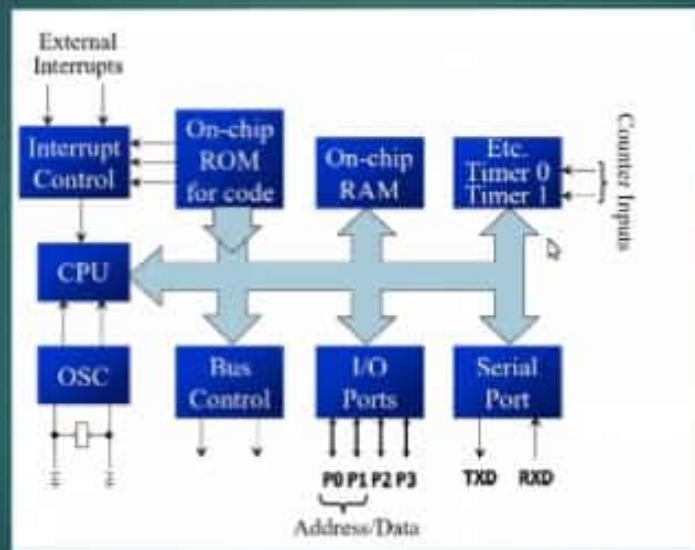 External
Interrupts
Interrupt
Control
On-chip
ROM
for code
On-chip
RAM
Etc.
Timer 0
Timer 1
Counter Inputs
CPU
OSC
Bus
Control
I/O
Ports
Serial
Port
P0 P1 P2 P3
TXD RXD
Address/Data